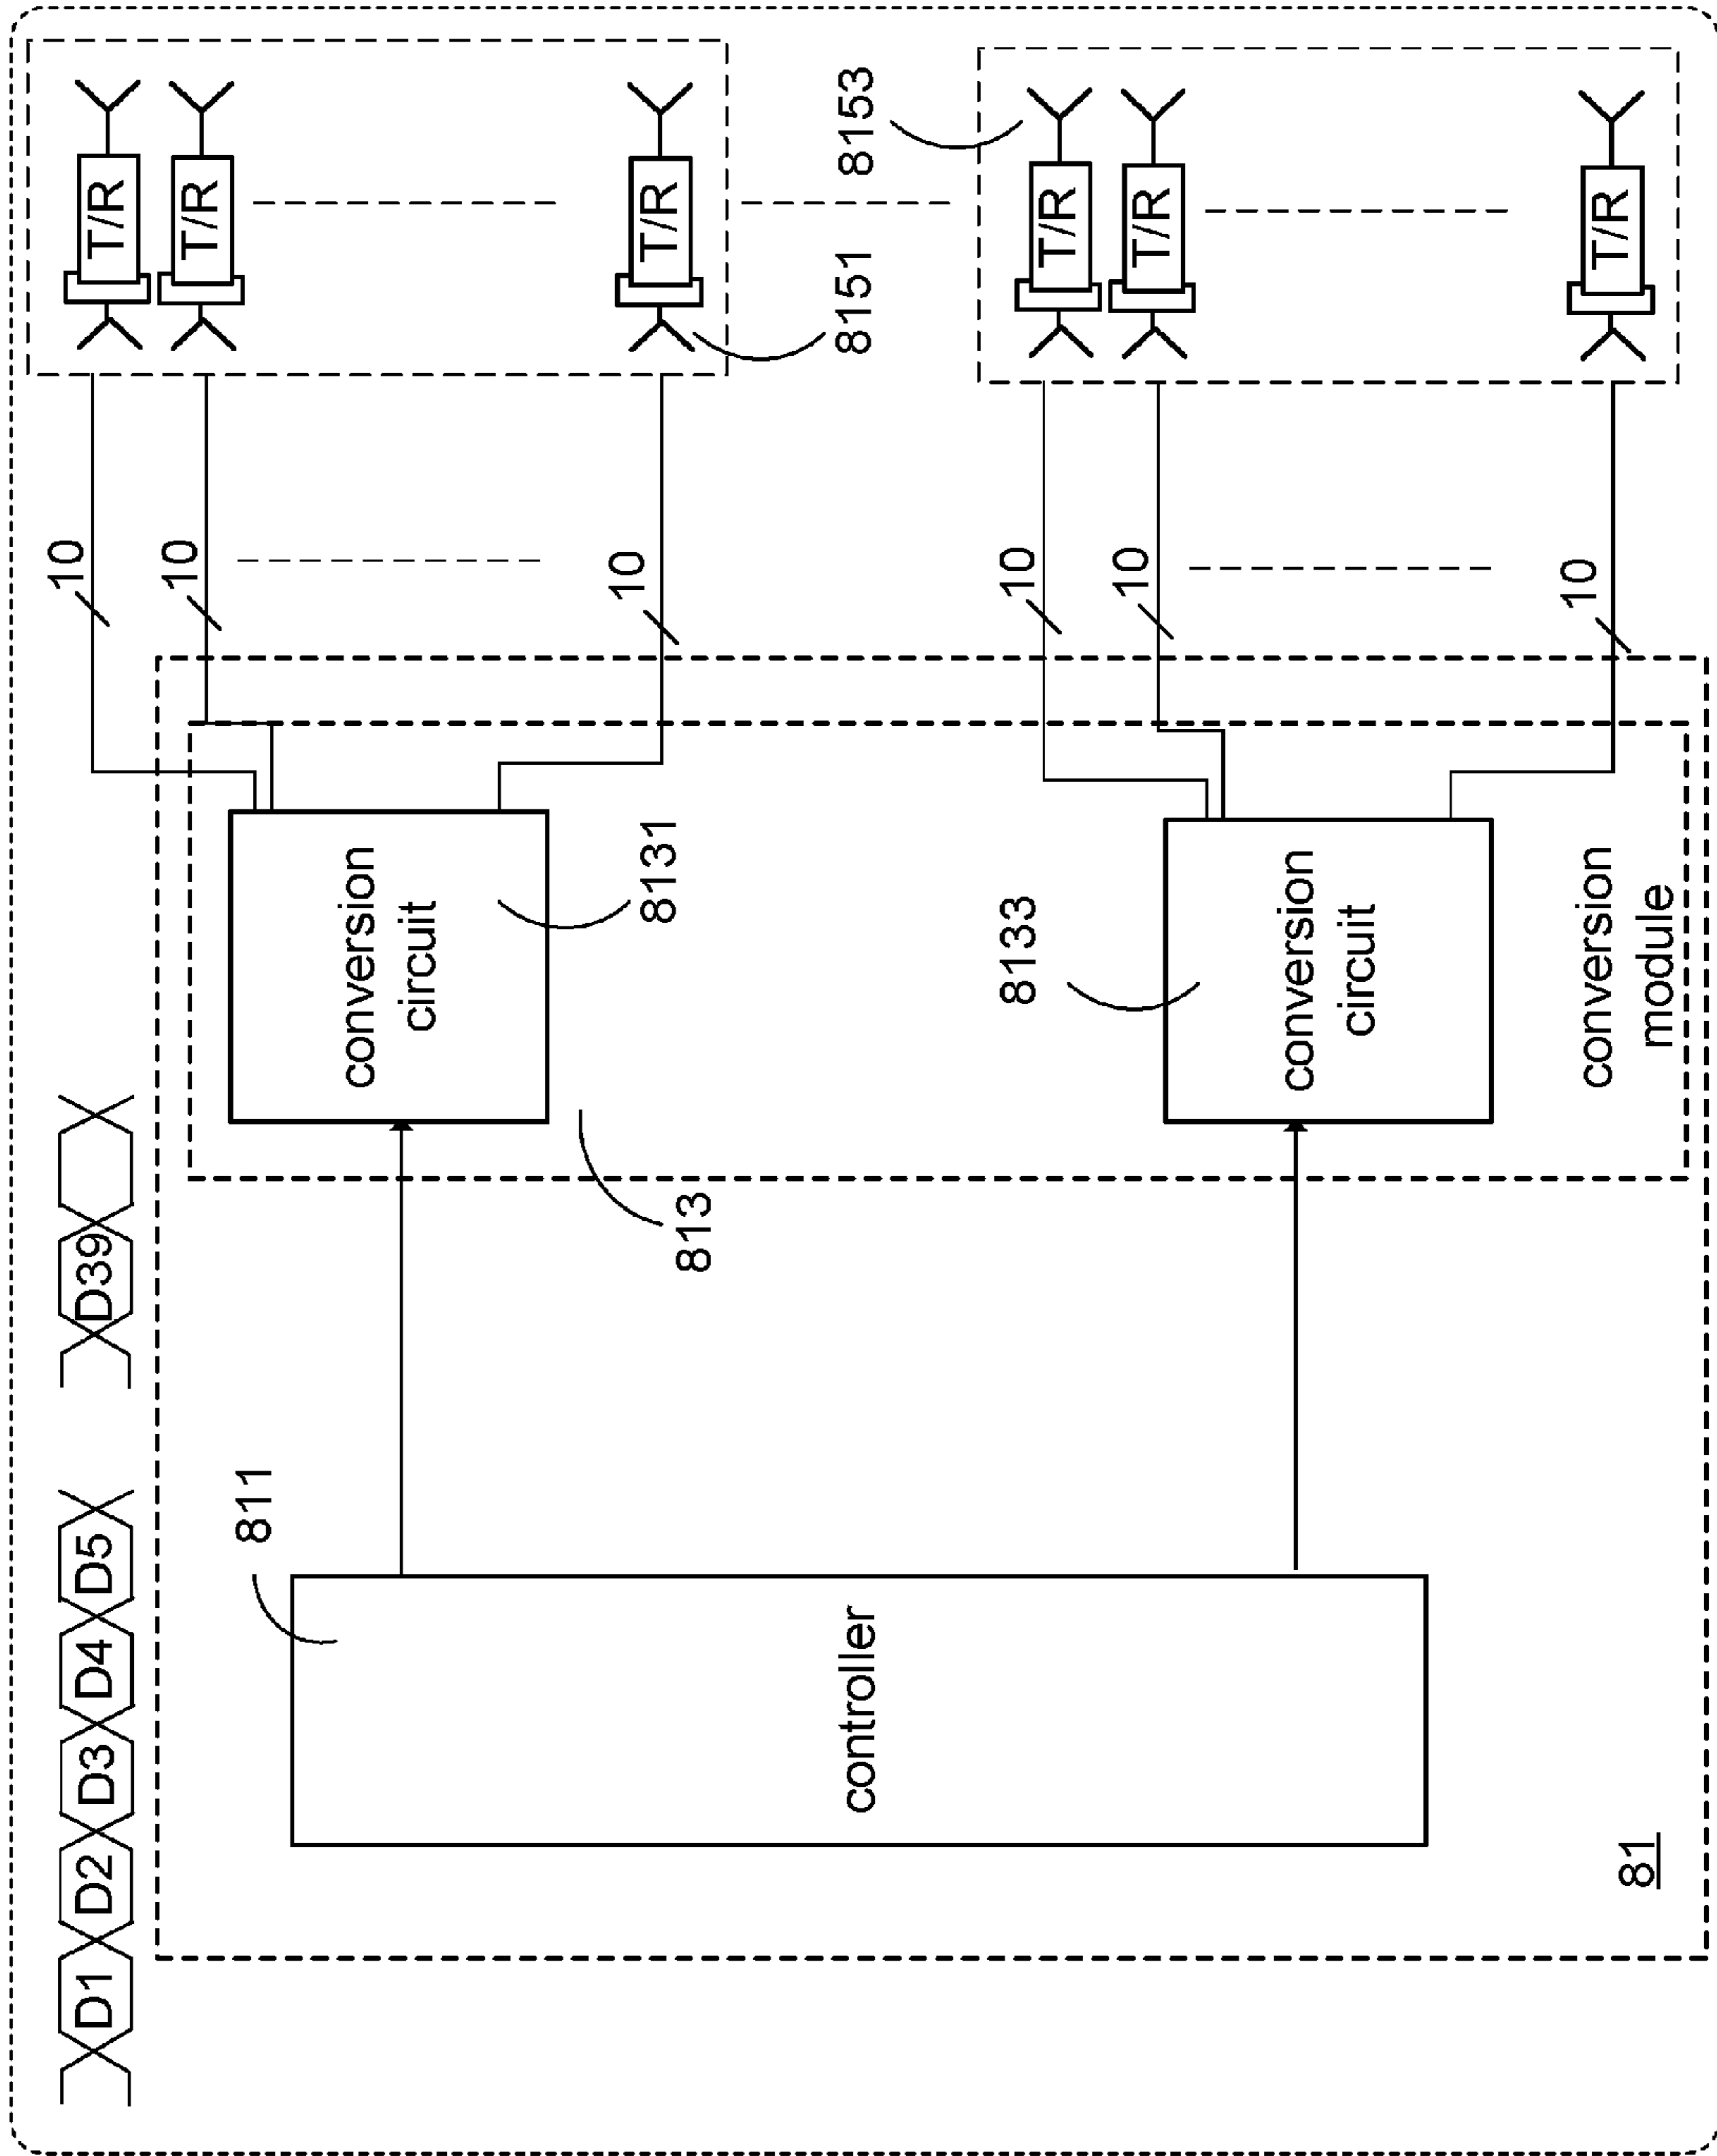 D1 D2 D3 D4 D5 D39
81
controller
811
813
conversion
circuit
8131
conversion
circuit
8133
conversion
module
10
10
10
10
10
10
T/R
T/R
T/R
8151
8153
T/R
T/R
T/R